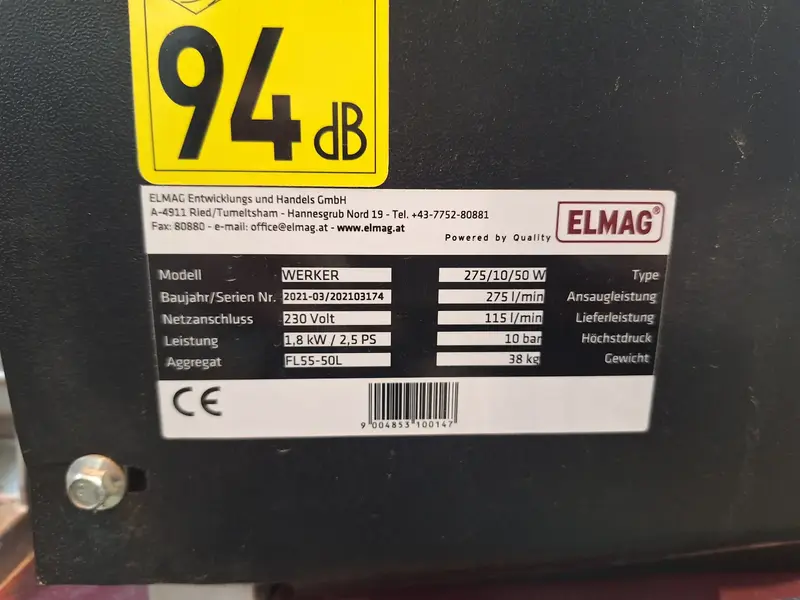 94 dB
ELMAG Entwicklungs und Handels GmbH
A-4911 Ried/Tumeltsham - Hannesgrub Nord 19 - Tel. +43-7752-80881
Fax: 80880 - e-mail: office@elmag.at - www.elmag.at
Powered by Quality
ELMAG®
Modell WERKER 275/10/50 W Type
Baujahr/Serien Nr. 2021-03/202103174 275 l/min Ansaugleistung
Netzanschluss 230 Volt 115 l/min Lieferleistung
Leistung 1,8 kW / 2,5 PS 10 bar Höchstdruck
Aggregat FL55-50L 38 kg Gewicht
CE
9 004853 100147